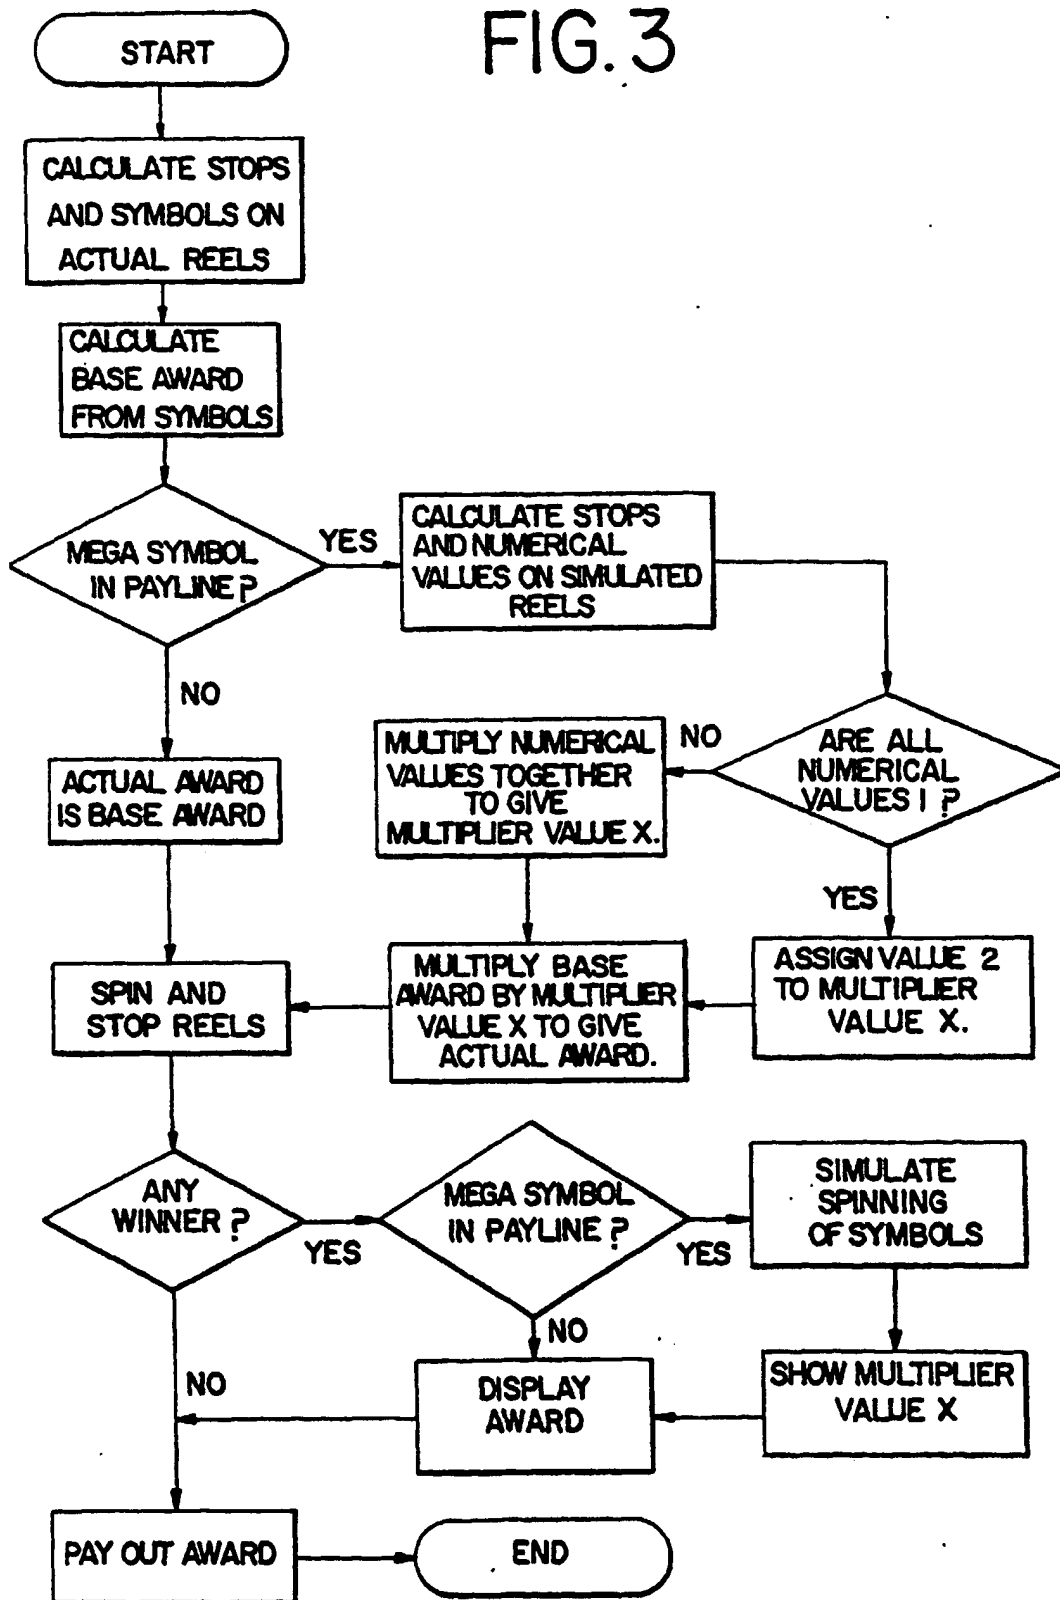 FIG. 3
START
CALCULATE STOPS
AND SYMBOLS ON
ACTUAL REELS
CALCULATE
BASE AWARD
FROM SYMBOLS
MEGA SYMBOL
IN PAYLINE?
YES
CALCULATE STOPS
AND NUMERICAL
VALUES ON SIMULATED
REELS
NO
ARE ALL
NUMERICAL
VALUES 1?
NO
MULTIPLY NUMERICAL
VALUES TOGETHER
TO GIVE
MULTIPLIER VALUE X.
YES
ACTUAL AWARD
IS BASE AWARD
ASSIGN VALUE 2
TO MULTIPLIER
VALUE X.
MULTIPLY BASE
AWARD BY MULTIPLIER
VALUE X TO GIVE
ACTUAL AWARD.
SPIN AND
STOP REELS
ANY
WINNER?
YES
MEGA SYMBOL
IN PAYLINE?
YES
SIMULATE
SPINNING
OF SYMBOLS
NO
NO
DISPLAY
AWARD
SHOW MULTIPLIER
VALUE X
PAY OUT AWARD
END